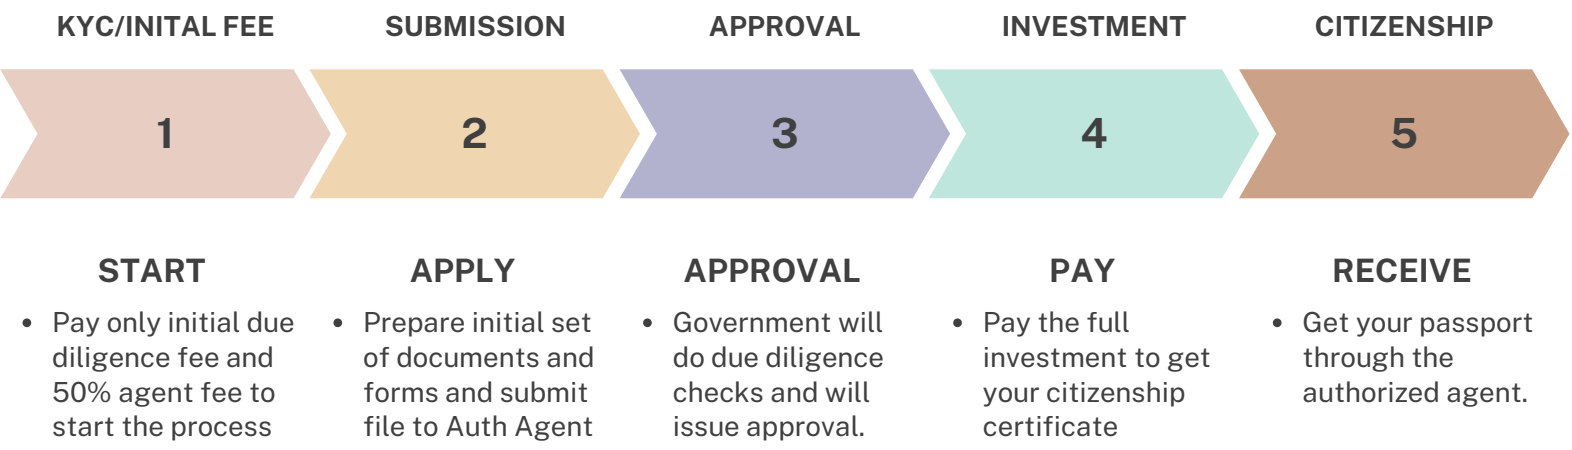 KYC/INITAL FEE
SUBMISSION
APPROVAL
INVESTMENT
CITIZENSHIP
1
2
3
4
5
START
• Pay only initial due
diligence fee and
50% agent fee to
start the process
APPLY
• Prepare initial set
of documents and
forms and submit
file to Auth Agent
APPROVAL
• Government will
do due diligence
checks and will
issue approval.
PAY
• Pay the full
investment to get
your citizenship
certificate
RECEIVE
• Get your passport
through the
authorized agent.